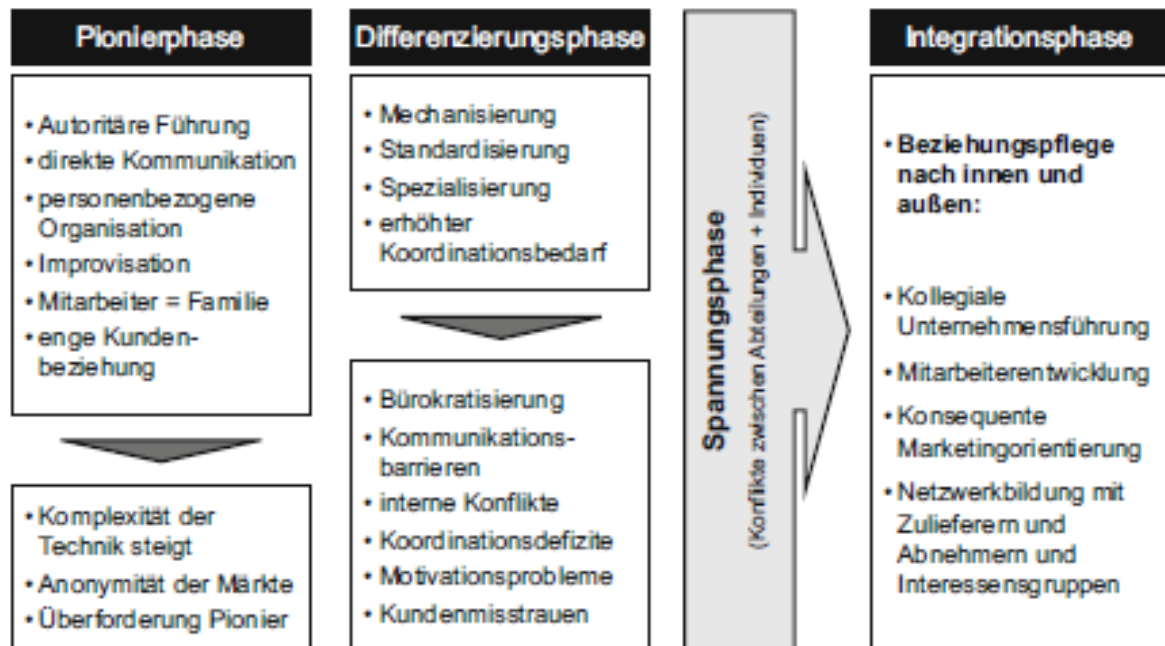 Pionierphase
• Autoritäre Führung
• direkte Kommunikation
• personenbezogene
Organisation
• Improvisation
• Mitarbeiter = Familie
• enge Kunden-
beziehung
• Komplexität der
Technik steigt
• Anonymität der Märkte
• Überforderung Pionier
Differenzierungsphase
• Mechanisierung
• Standardisierung
• Spezialisierung
• erhöhter
Koordinationsbedarf
• Bürokratisierung
• Kommunikations-
barrieren
• interne Konflikte
• Koordinationsdefizite
• Motivationsprobleme
• Kundenmisstrauen
Spannungsphase
(Konflikte zwischen Abteilungen + Individuen)
Integrationsphase
• Beziehungspflege
nach innen und
außen:
• Kollegiale
Unternehmensführung
• Mitarbeiterentwicklung
• Konsequente
Marketingorientierung
• Netzwerkbildung mit
Zulieferern und
Abnehmern und
Interessensgruppen